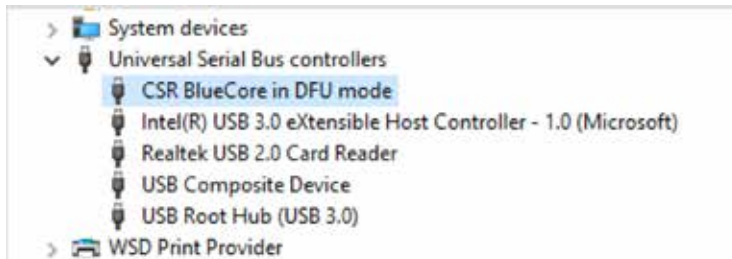 System devices
Universal Serial Bus controllers
CSR BlueCore in DFU mode
Intel(R) USB 3.0 eXtensible Host Controller - 1.0 (Microsoft)
Realtek USB 2.0 Card Reader
USB Composite Device
USB Root Hub (USB 3.0)
WSD Print Provider